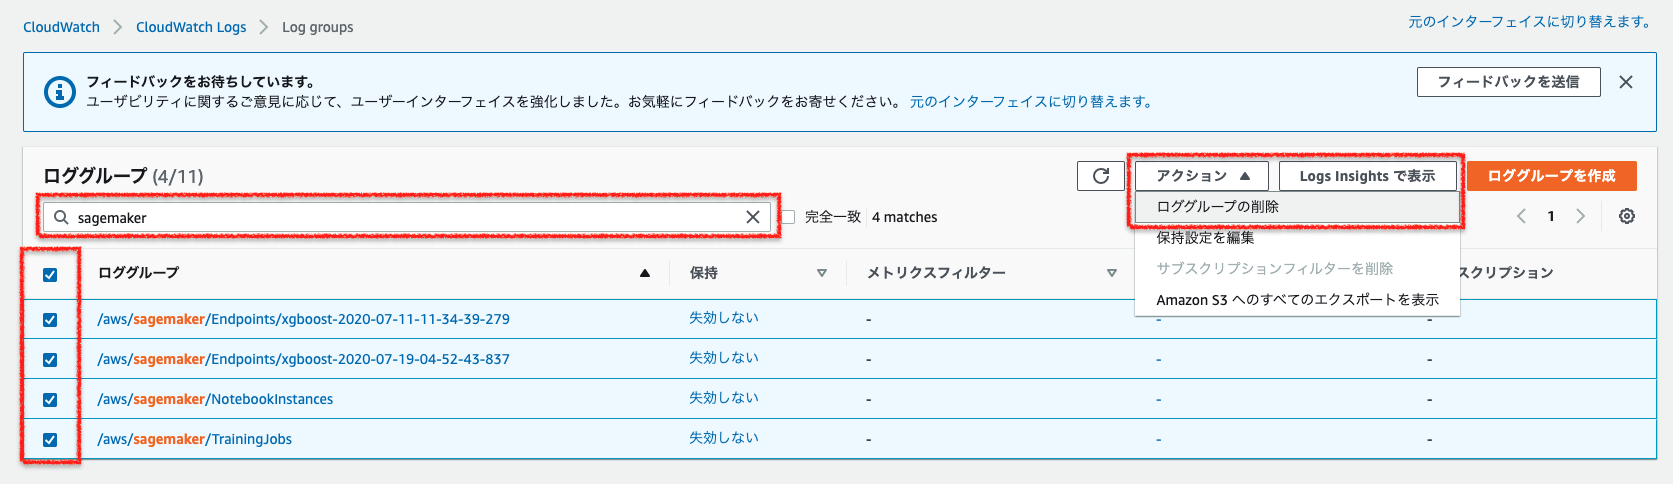 CloudWatch > CloudWatch Logs > Log groups
元のインターフェイスに切り替えます。
フィードバックをお待ちしています。
ユーザビリティに関するご意見に応じて、ユーザーインターフェイスを強化しました。お気軽にフィードバックをお寄せください。 元のインターフェイスに切り替えます。
フィードバックを送信
ロググループ (4/11)
アクション
Logs Insights で表示
ロググループを作成
sagemaker
完全一致
4 matches
1
ロググループの削除
保持設定を編集
サブスクリプションフィルターを削除
Amazon S3 へのすべてのエクスポートを表示
ロググループ 保持 メトリクスフィルター スクリプション
/aws/sagemaker/Endpoints/xgboost-2020-07-11-11-34-39-279 失効しない - - -
/aws/sagemaker/Endpoints/xgboost-2020-07-19-04-52-43-837 失効しない - - -
/aws/sagemaker/NotebookInstances 失効しない - - -
/aws/sagemaker/TrainingJobs 失効しない - - -